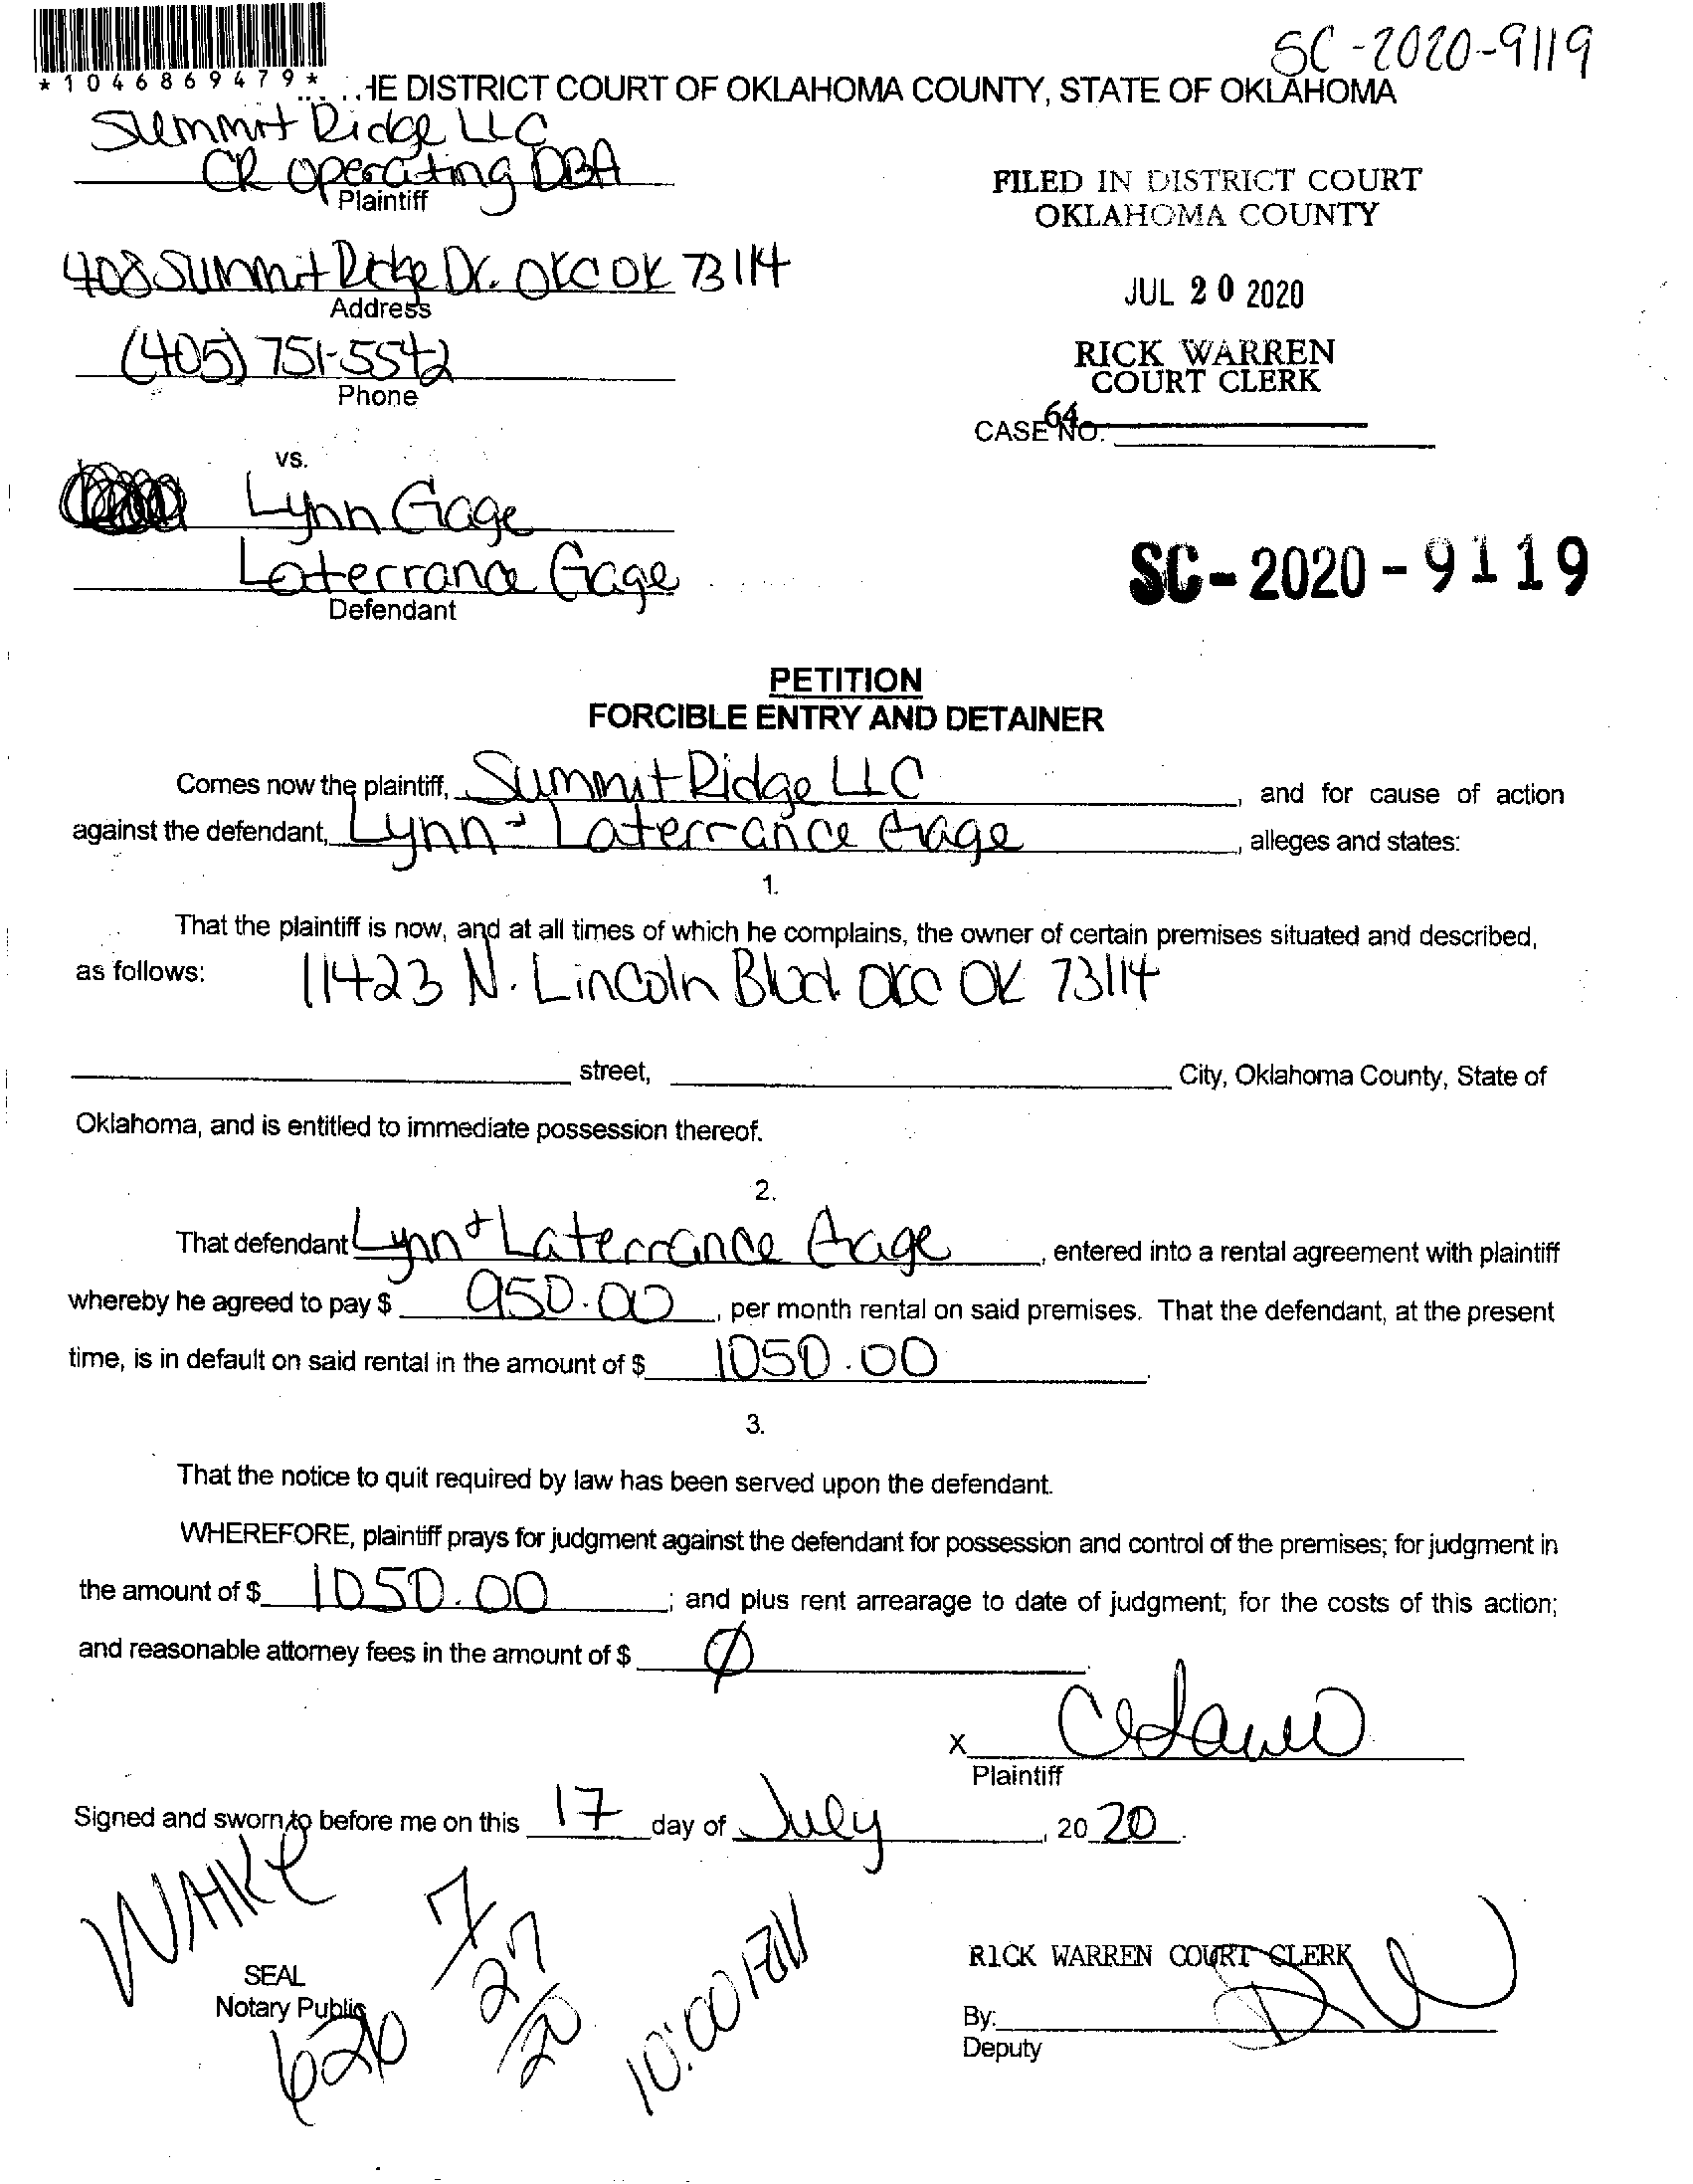 SC-2020-9119
*1046869479*
HE DISTRICT COURT OF OKLAHOMA COUNTY, STATE OF OKLAHOMA
Summit Ridge LLC
CR Operating DBA
Plaintiff
FILED IN DISTRICT COURT
OKLAHOMA COUNTY
408 Summit Ridge Dr. OKC OK 73114
Address
JUL 20 2020
(405) 751-5542
Phone
RICK WARREN
COURT CLERK
64
CASE NO.
vs.
Lynn Gage
Laterrance Gage
Defendant
SC-2020-9119
PETITION
FORCIBLE ENTRY AND DETAINER
Comes now the plaintiff, Summit Ridge LLC, and for cause of action
against the defendant, Lynn + Laterrance Gage, alleges and states:
1.
That the plaintiff is now, and at all times of which he complains, the owner of certain premises situated and described,
as follows: 11423 N. Lincoln Blvd. OKC OK 73114
street, City, Oklahoma County, State of
Oklahoma, and is entitled to immediate possession thereof.
2.
That defendant Lynn + Laterrance Gage, entered into a rental agreement with plaintiff
whereby he agreed to pay $ 950.00, per month rental on said premises. That the defendant, at the present
time, is in default on said rental in the amount of $ 1050.00.
3.
That the notice to quit required by law has been served upon the defendant.
WHEREFORE, plaintiff prays for judgment against the defendant for possession and control of the premises; for judgment in
the amount of $ 1050.00; and plus rent arrearage to date of judgment; for the costs of this action;
and reasonable attorney fees in the amount of $ Ø
X
Plaintiff
Signed and sworn to before me on this 17 day of July, 20 20.
7/27/20
SEAL
Notary Public
620
RICK WARREN COURT CLERK
By:
Deputy